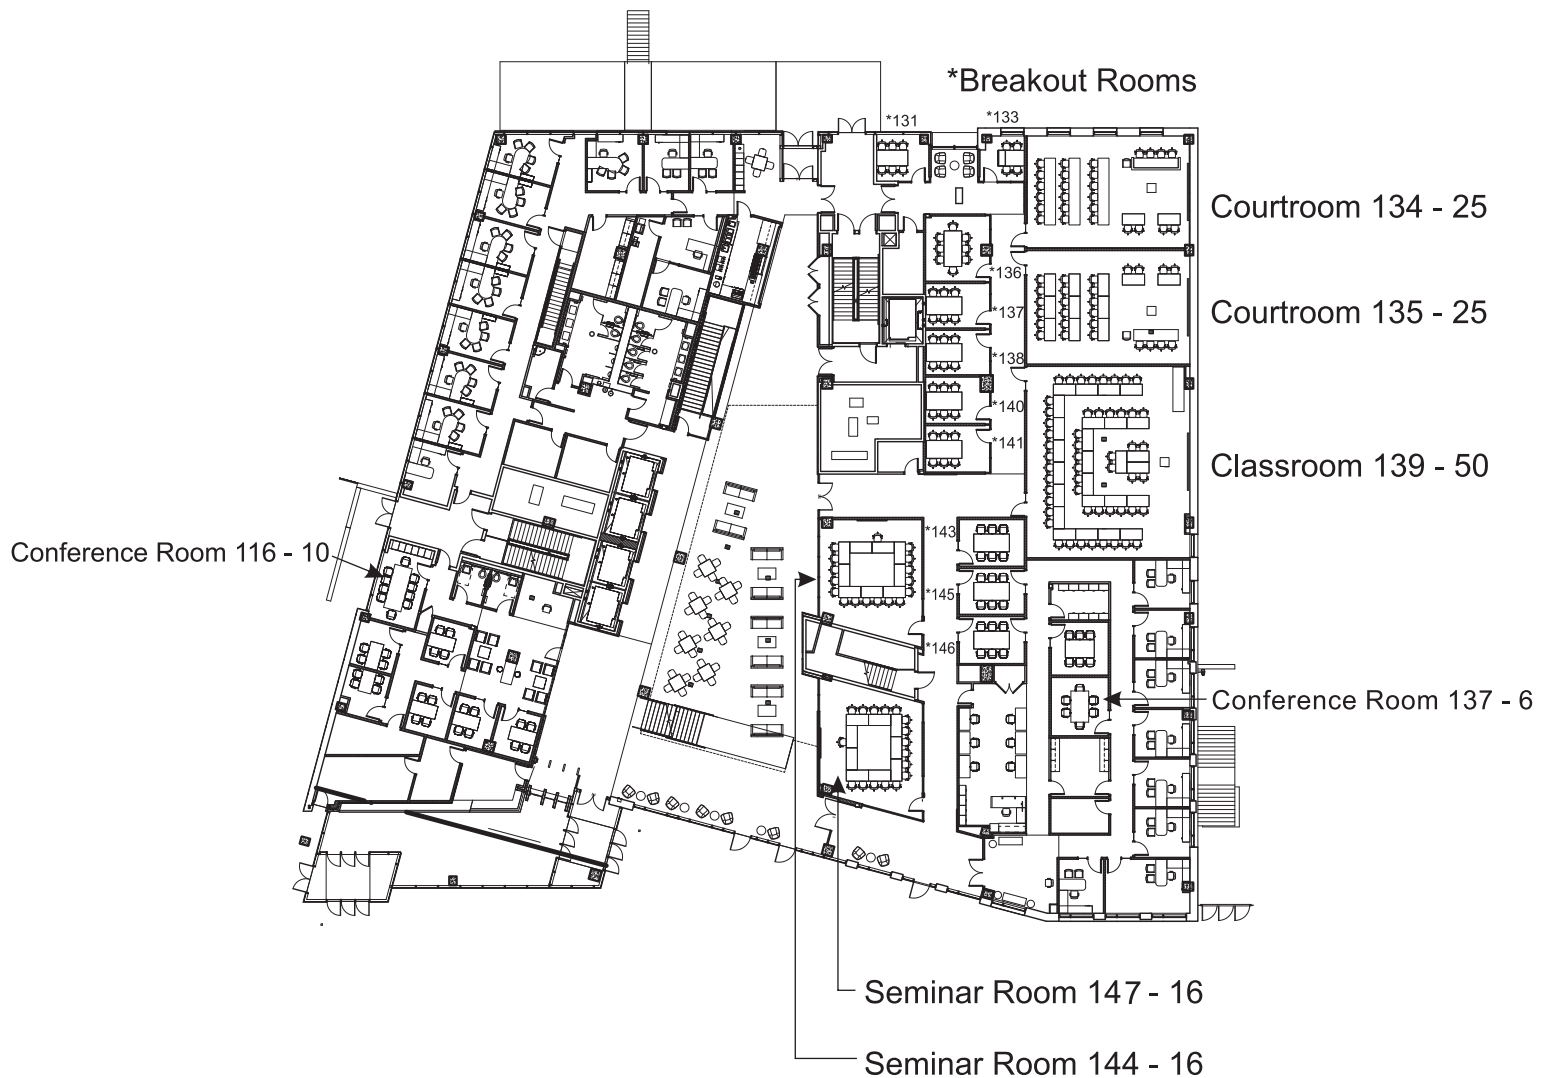 *Breakout Rooms
*131
*133
Courtroom 134 - 25
*136
Courtroom 135 - 25
*137
*138
*140
*141
Classroom 139 - 50
*143
Conference Room 116 - 10
*145
*146
Conference Room 137 - 6
Seminar Room 147 - 16
Seminar Room 144 - 16